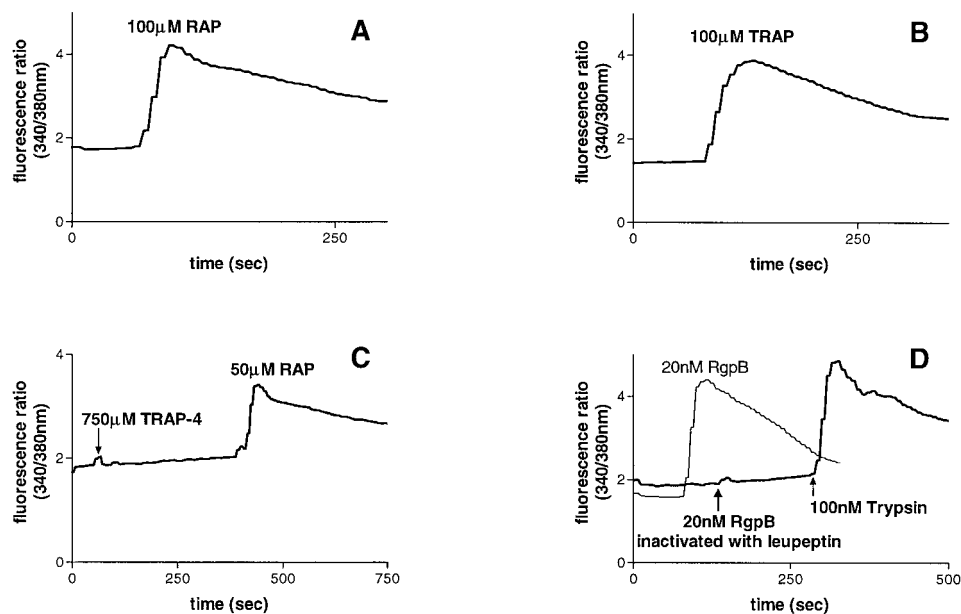 A
100μM RAP
fluorescence ratio
(340/380nm)
4
2
0
0
250
time (sec)
B
100μM TRAP
fluorescence ratio
(340/380nm)
4
2
0
0
250
time (sec)
C
50μM RAP
750μM TRAP-4
fluorescence ratio
(340/380nm)
4
2
0
0
250
500
750
time (sec)
D
20nM RgpB
100nM Trypsin
20nM RgpB
inactivated with leupeptin
fluorescence ratio
(340/380nm)
4
2
0
0
250
500
time (sec)